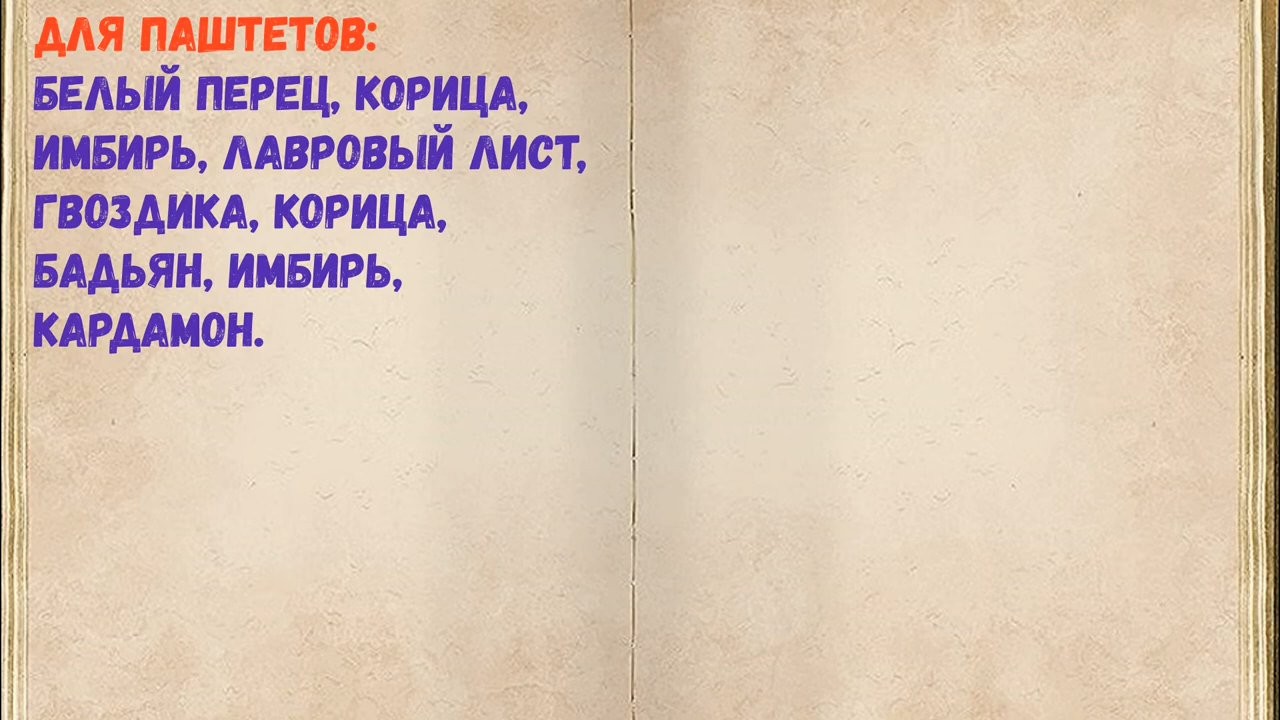 ДЛЯ ПАШТЕТОВ:
БЕЛЫЙ ПЕРЕЦ, КОРИЦА,
ИМБИРЬ, ЛАВРОВЫЙ ЛИСТ,
ГВОЗДИКА, КОРИЦА,
БАДЬЯН, ИМБИРЬ,
КАРДАМОН.